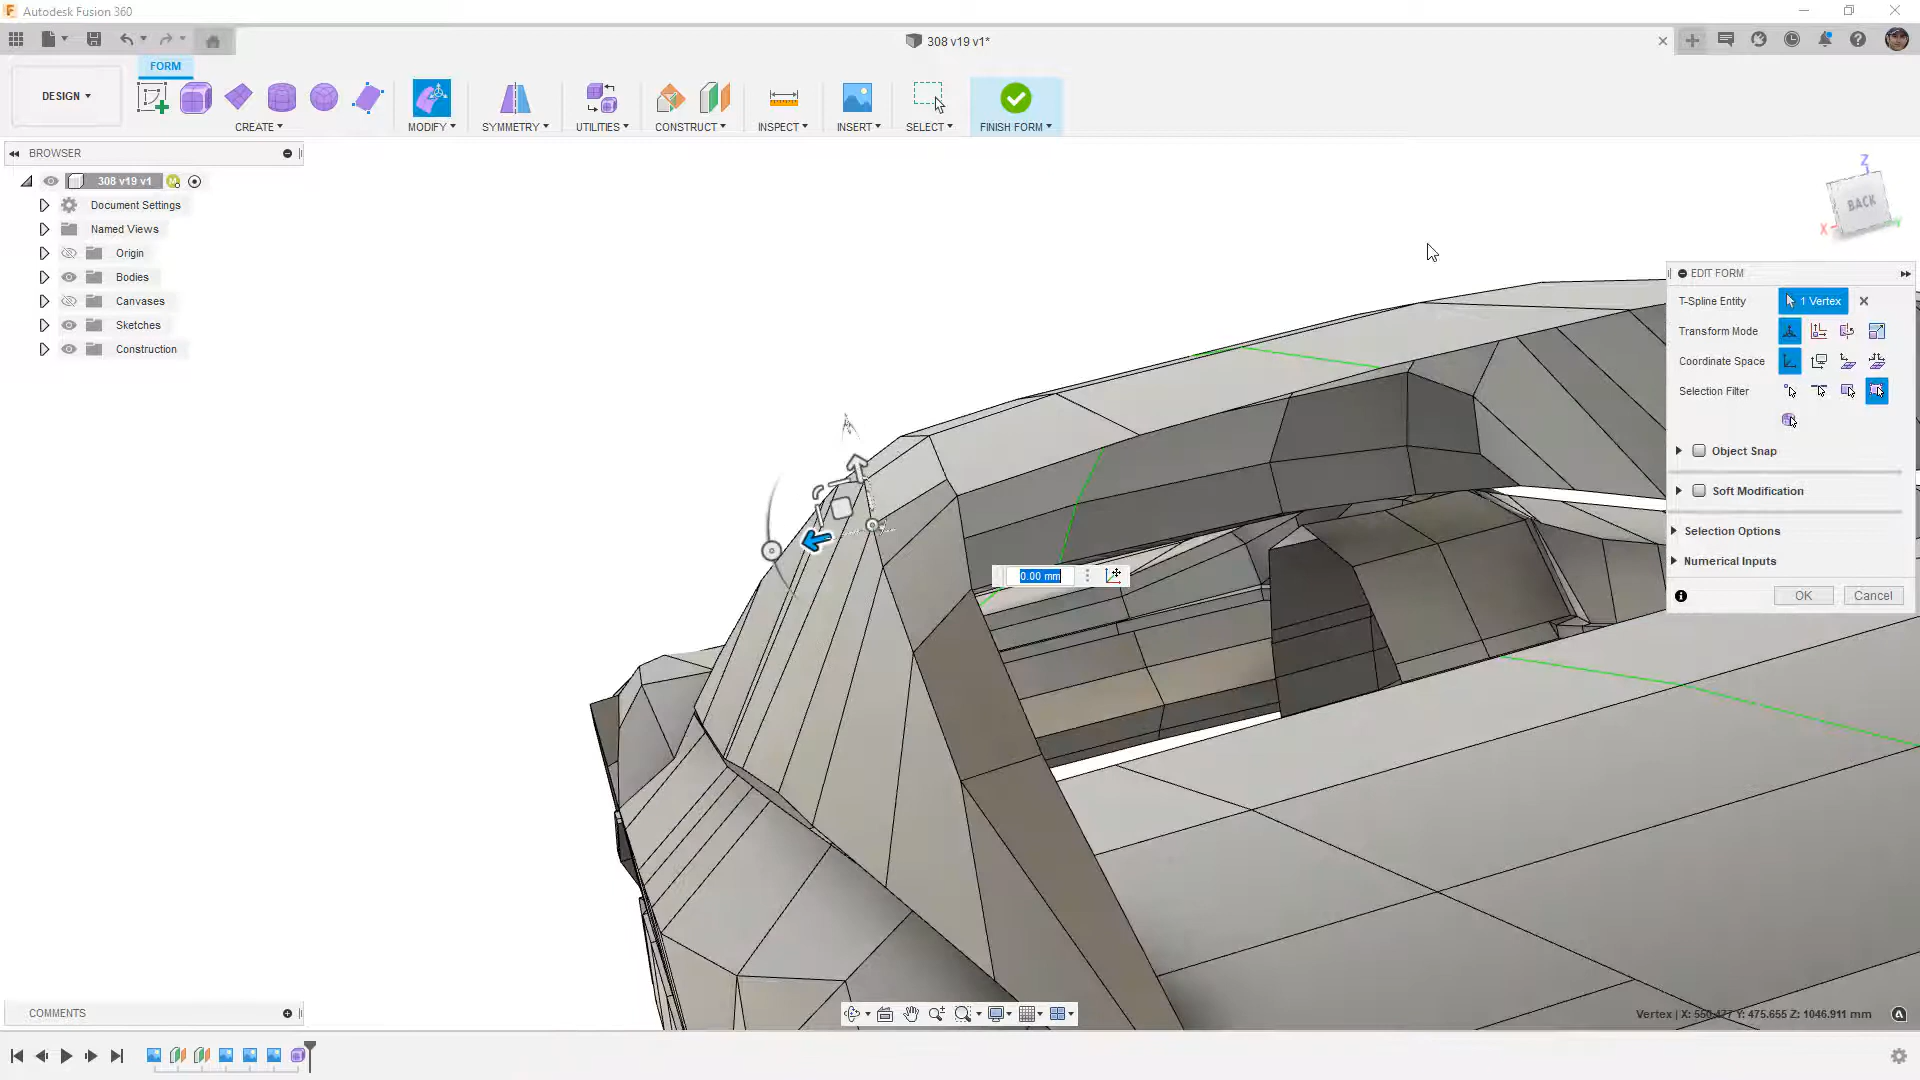 Autodesk Fusion 360
308 v19 v1*
DESIGN
FORM
CREATE
MODIFY
SYMMETRY
UTILITIES
CONSTRUCT
INSPECT
INSERT
SELECT
FINISH FORM
BROWSER
308 v19 v1
Document Settings
Named Views
Origin
Bodies
Canvases
Sketches
Construction
Z
BACK
X
EDIT FORM
T-Spline Entity
1 Vertex
Transform Mode
Coordinate Space
Selection Filter
Object Snap
Soft Modification
Selection Options
Numerical Inputs
OK Cancel
0.00 mm
COMMENTS
Vertex | X: 550.477 Y: 475.655 Z: 1046.911 mm